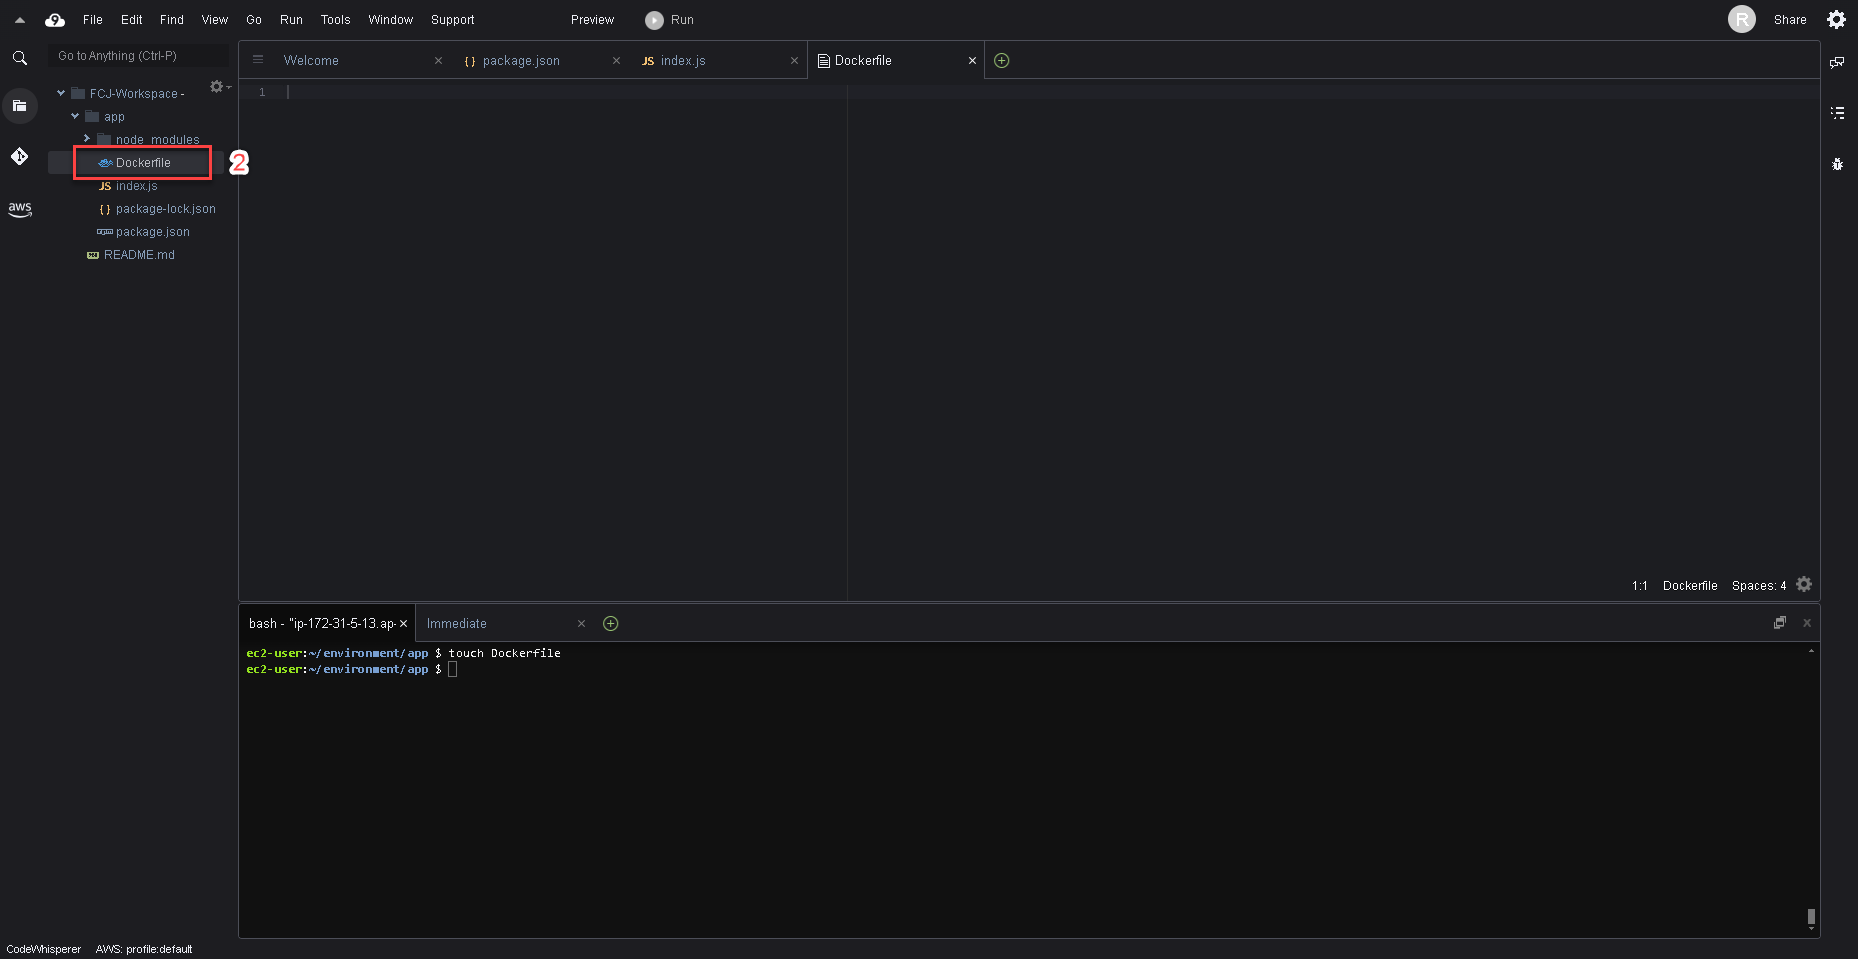 9 File Edit Find View Go Run Tools Window Support Preview Run R Share
Go to Anything (Ctrl-P)
Welcome { } package.json JS index.js Dockerfile
1
FCJ-Workspace -
app
node_modules
Dockerfile 2
JS index.js
{ } package-lock.json
package.json
README.md
aws
1:1 Dockerfile Spaces: 4
bash - "ip-172-31-5-13.ap- Immediate
ec2-user:~/environment/app $ touch Dockerfile
ec2-user:~/environment/app $
CodeWhisperer AWS: profile:default